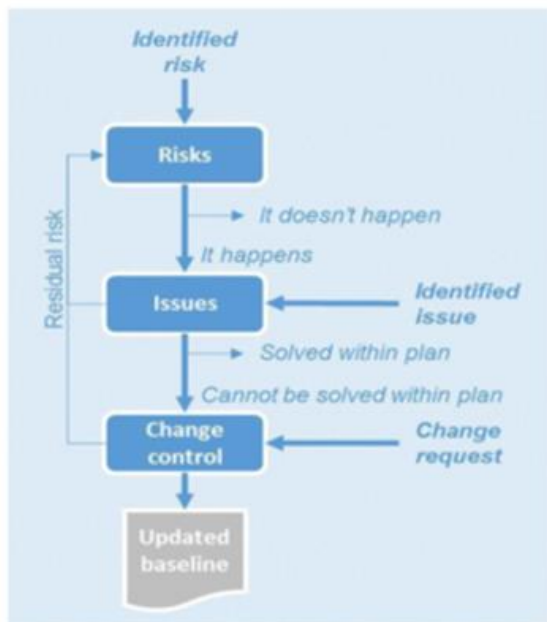 Identified
risk
Risks
It doesn't happen
It happens
Residual risk
Issues
Identified
issue
Solved within plan
Cannot be solved within plan
Change
control
Change
request
Updated
baseline